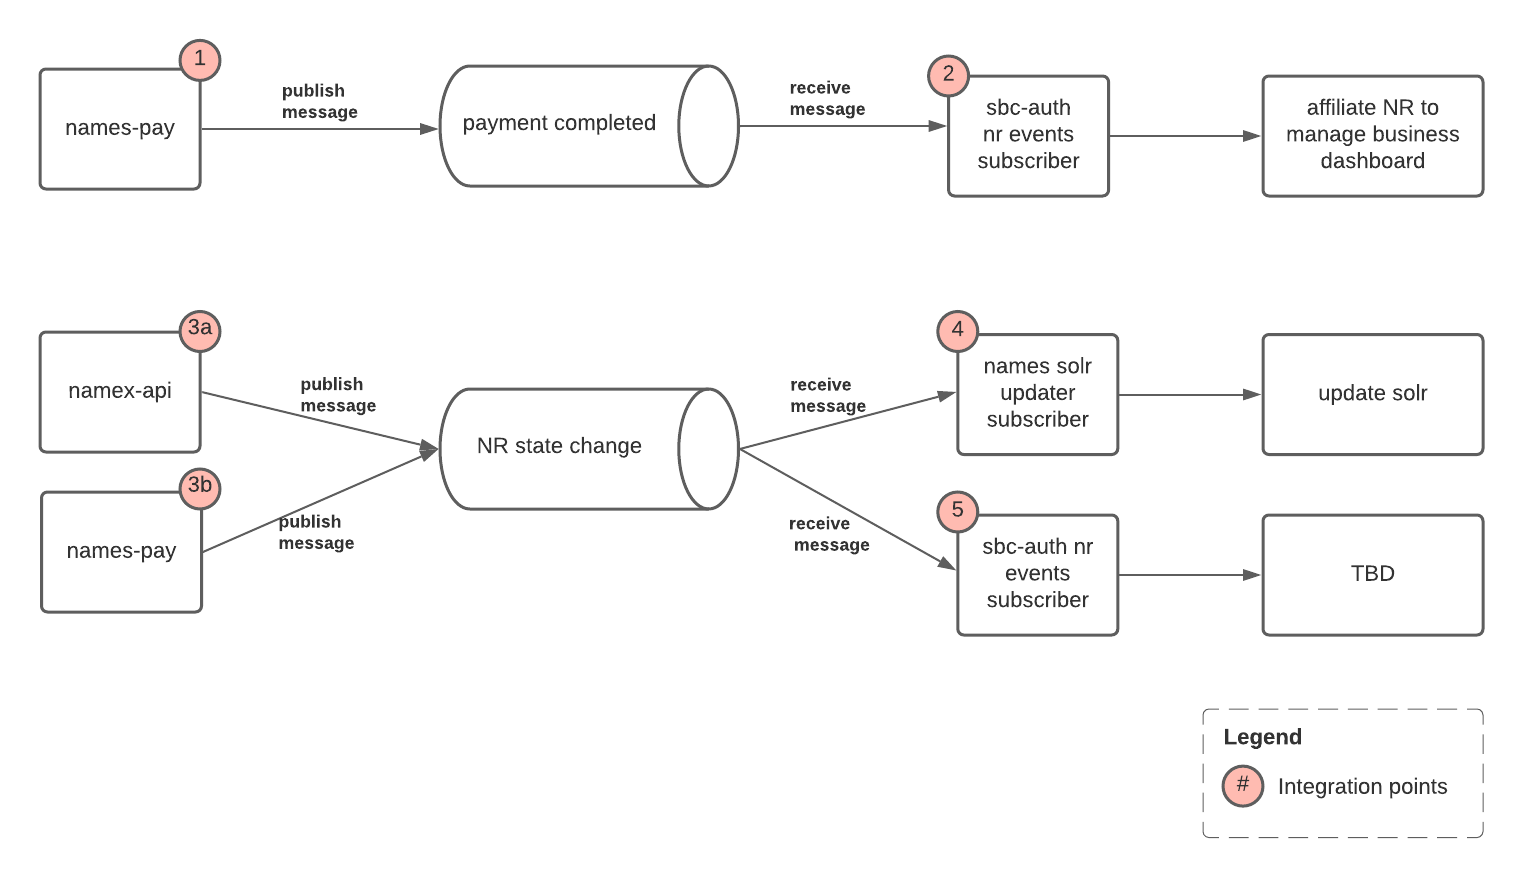 1
names-pay
publish
message
payment completed
receive
message
2
sbc-auth
nr events
subscriber
affiliate NR to
manage business
dashboard
3a
namex-api
publish
message
3b
names-pay
publish
message
NR state change
receive
message
4
names solr
updater
subscriber
update solr
receive
message
5
sbc-auth nr
events
subscriber
TBD
Legend
#
Integration points